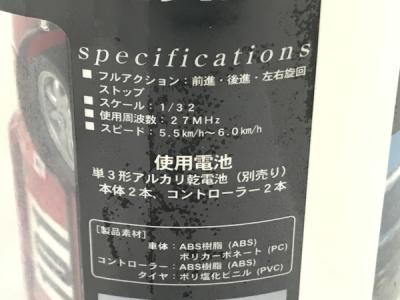 specifications
■ フルアクション：前進・後進・左右旋回
ストップ
■ スケール：1/32
■ 使用周波数：27MHz
■ スピード：5.5km/h～6.0km/h
使用電池
単3形アルカリ乾電池（別売り）
本体2本、コントローラー2本
[製品素材]
車体：ABS樹脂 (ABS)
ポリカーボネート (PC)
コントローラー：ABS樹脂 (ABS)
タイヤ：ポリ塩化ビニル (PVC)